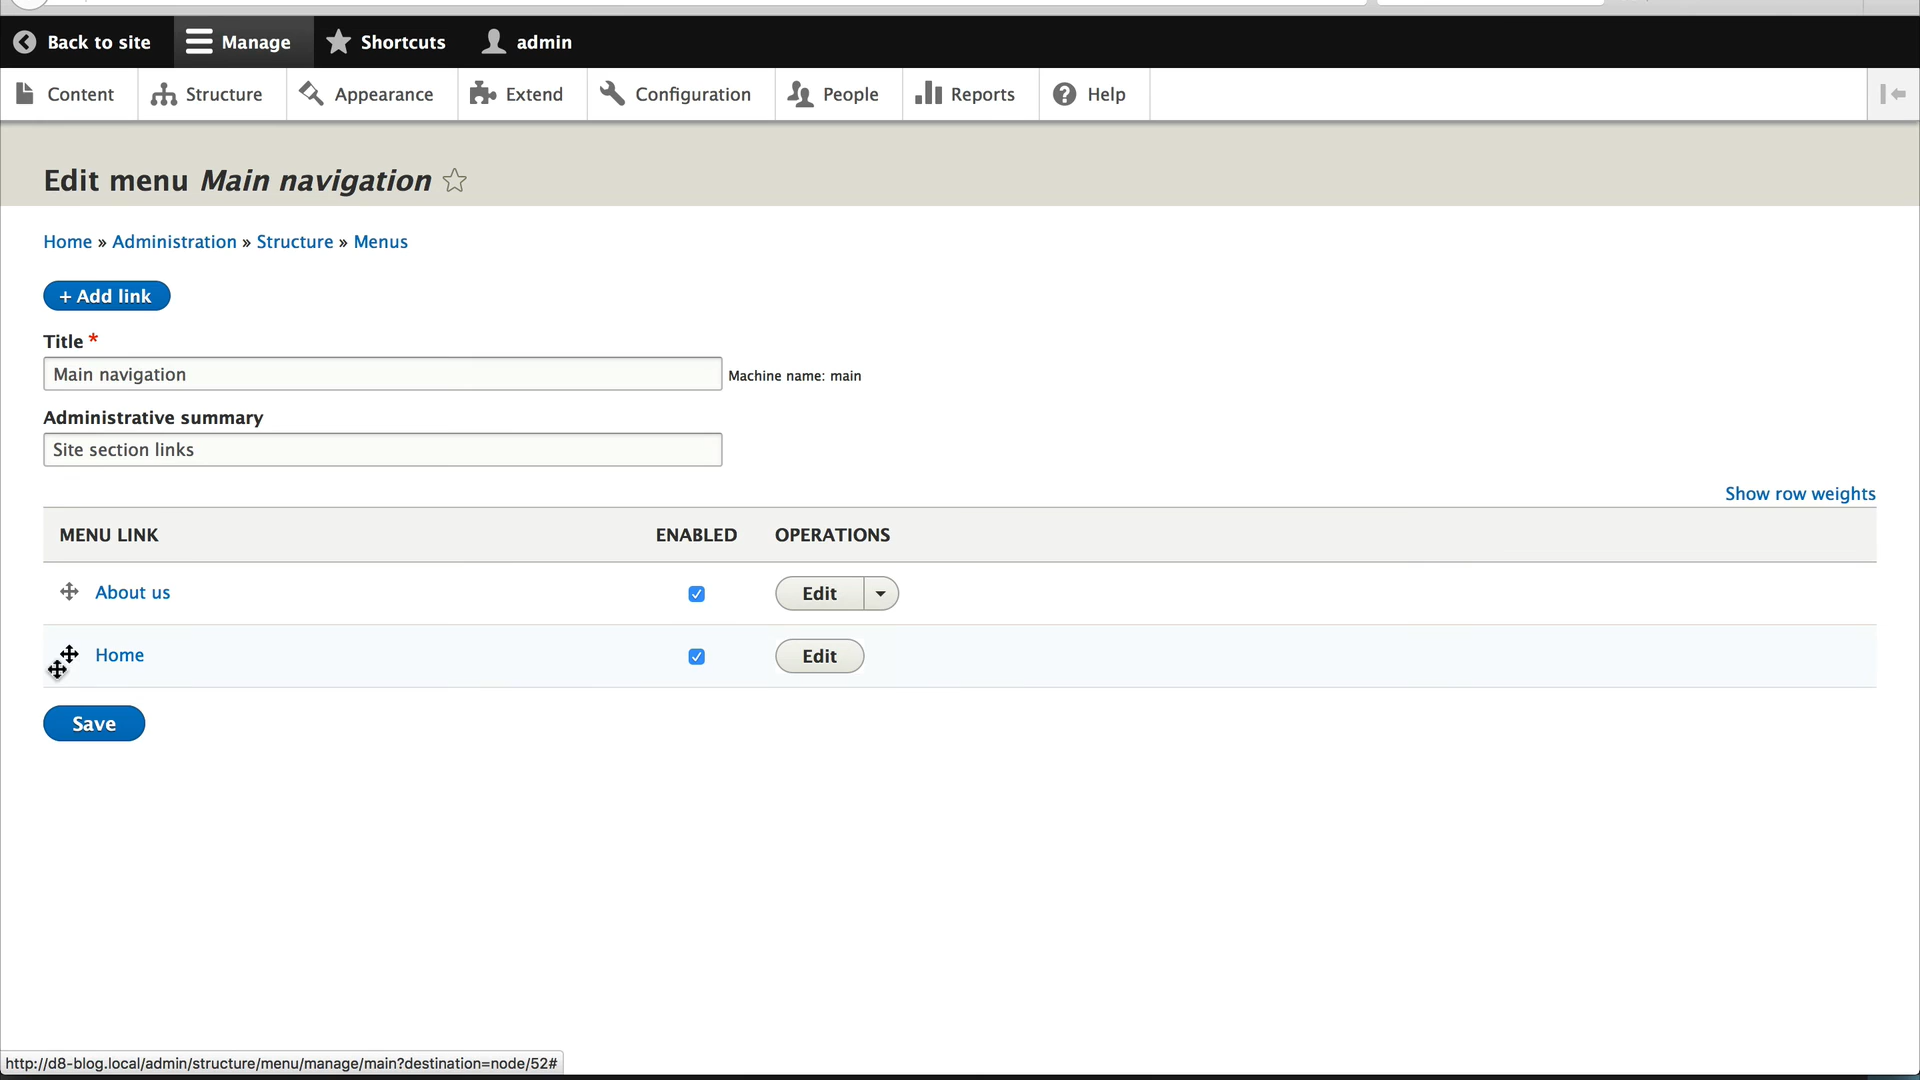 Back to site Manage Shortcuts admin
Content Structure Appearance Extend Configuration People Reports Help
Edit menu Main navigation
Home » Administration » Structure » Menus
+ Add link
Title *
Main navigation Machine name: main
Administrative summary
Site section links
Show row weights
MENU LINK ENABLED OPERATIONS
About us Edit
Home Edit
Save
http://d8-blog.local/admin/structure/menu/manage/main?destination=node/52#